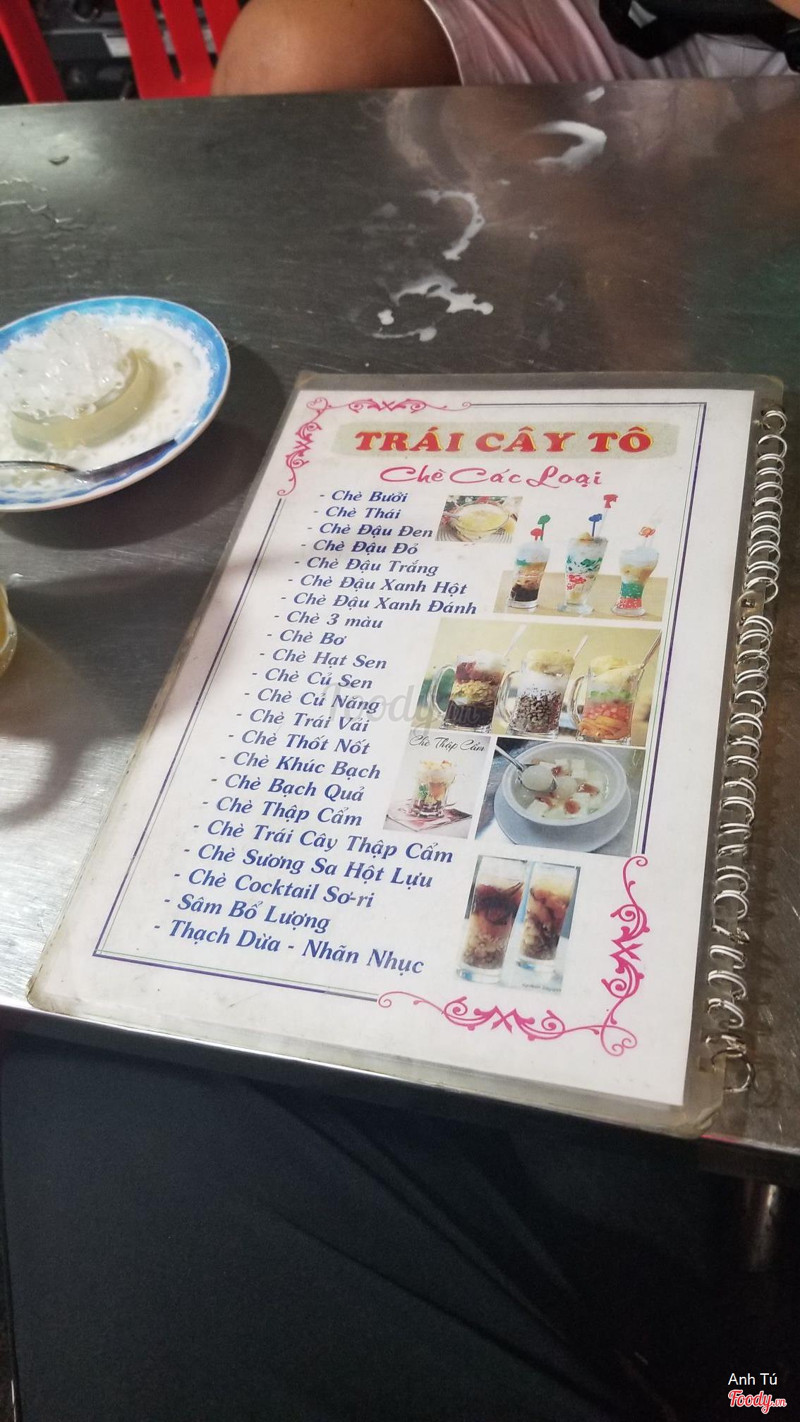 TRÁI CÂY TÔ
Chè Các Loại
- Chè Bưởi
- Chè Thái
- Chè Đậu Đen
- Chè Đậu Đỏ
- Chè Đậu Trắng
- Chè Đậu Xanh Hột
- Chè Đậu Xanh Đánh
- Chè 3 màu
- Chè Bơ
- Chè Hạt Sen
- Chè Củ Sen
- Chè Củ Năng
- Chè Trái Vải
- Chè Thốt Nốt
- Chè Khúc Bạch
- Chè Bạch Quả
- Chè Thập Cẩm
- Chè Trái Cây Thập Cẩm
- Chè Sương Sa Hột Lựu
- Chè Cocktail Sơ-ri
- Sâm Bổ Lượng
- Thạch Dừa - Nhãn Nhục
Chè Thập Cẩm
Foody.vn
Anh Tú
Foody.vn